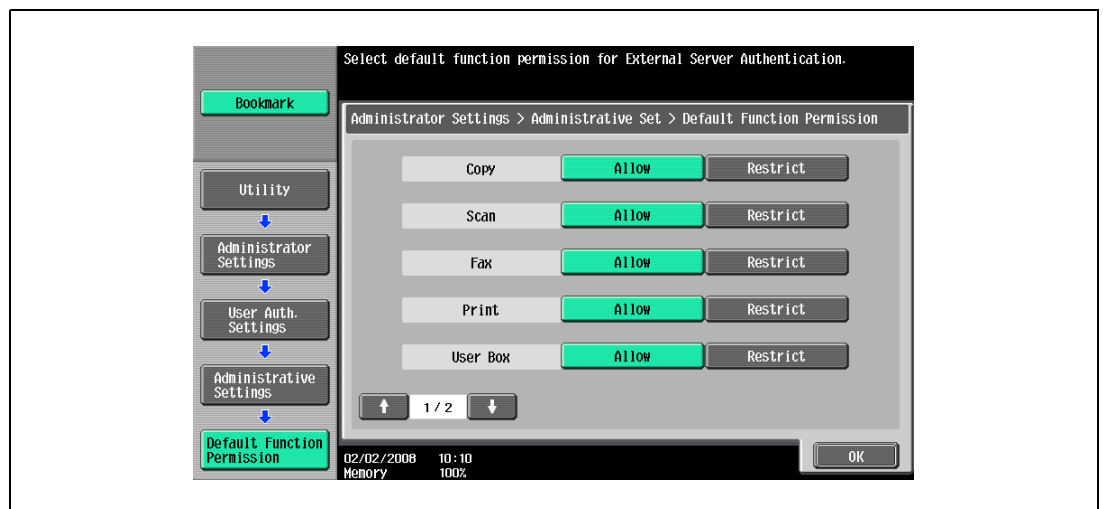 Select default function permission for External Server Authentication.
Bookmark
Administrator Settings > Administrative Set > Default Function Permission
Utility
Administrator
Settings
User Auth.
Settings
Administrative
Settings
Default Function
Permission
Copy Allow Restrict
Scan Allow Restrict
Fax Allow Restrict
Print Allow Restrict
User Box Allow Restrict
1/2
02/02/2008 10:10
Memory 100%
OK